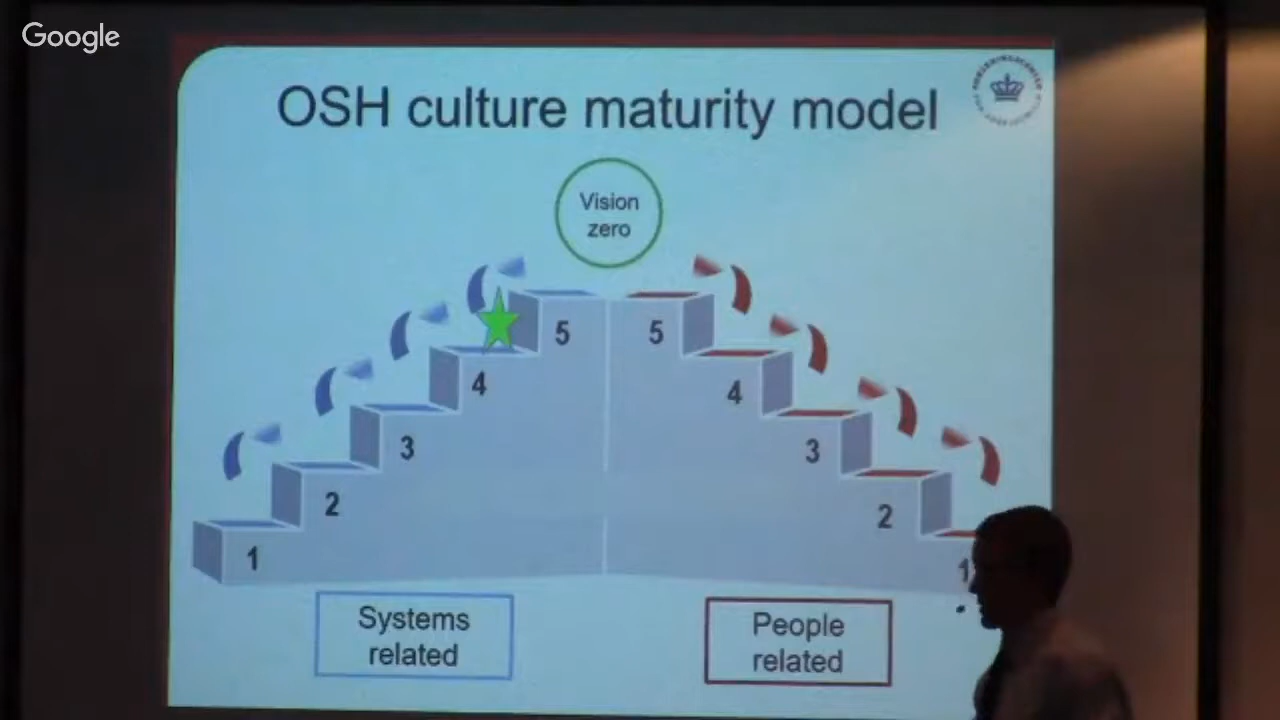 Google
OSH culture maturity model
Vision
zero
5
5
4
4
3
3
2
2
1
1
Systems
related
People
related